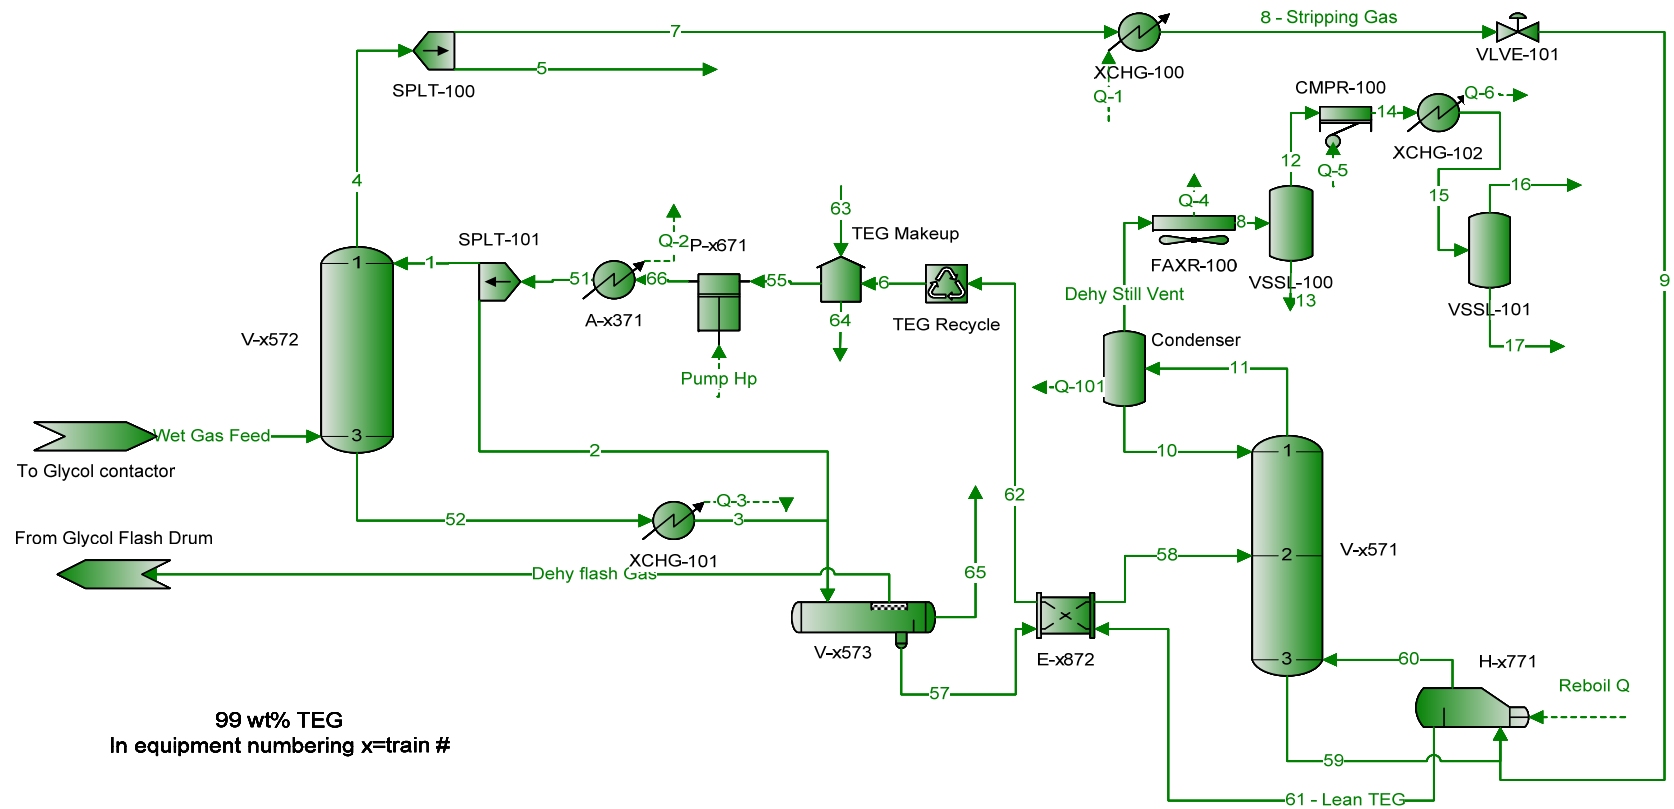 7
8 - Stripping Gas
5
SPLT-100
XCHG-100
VLVE-101
Q-1
CMPR-100
Q-6
14
XCHG-102
12
Q-5
4
15
16
63
Q-4
8
SPLT-101
Q-2
P-x671
TEG Makeup
FAXR-100
VSSL-100
13
1
1
51
66
55
6
9
A-x371
64
TEG Recycle
Dehy Still Vent
VSSL-101
V-x572
Condenser
17
Pump Hp
Q-101
11
Wet Gas Feed
3
2
10
1
To Glycol contactor
62
Q-3
52
3
From Glycol Flash Drum
XCHG-101
58
2
V-x571
Dehy flash Gas
65
V-x573
E-x872
3
60
H-x771
Reboil Q
57
99 wt% TEG
In equipment numbering x=train #
59
61 - Lean TEG